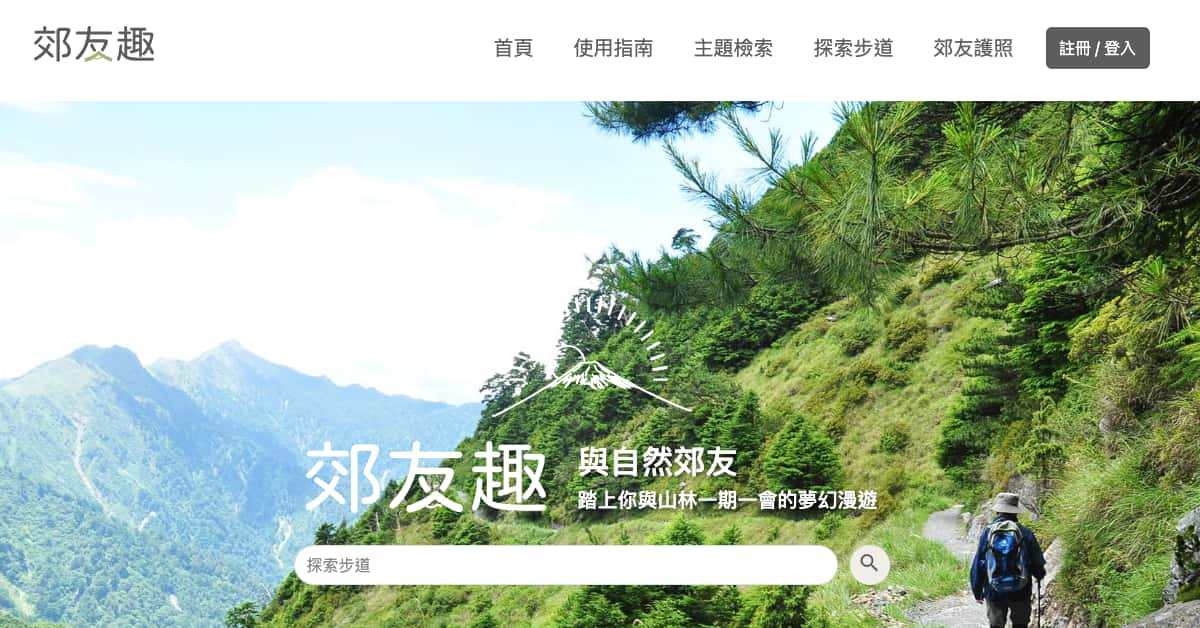 郊友趣
首頁
使用指南
主題檢索
探索步道
郊友護照
註冊 / 登入
郊友趣
與自然郊友
踏上你與山林一期一會的夢幻漫遊
探索步道